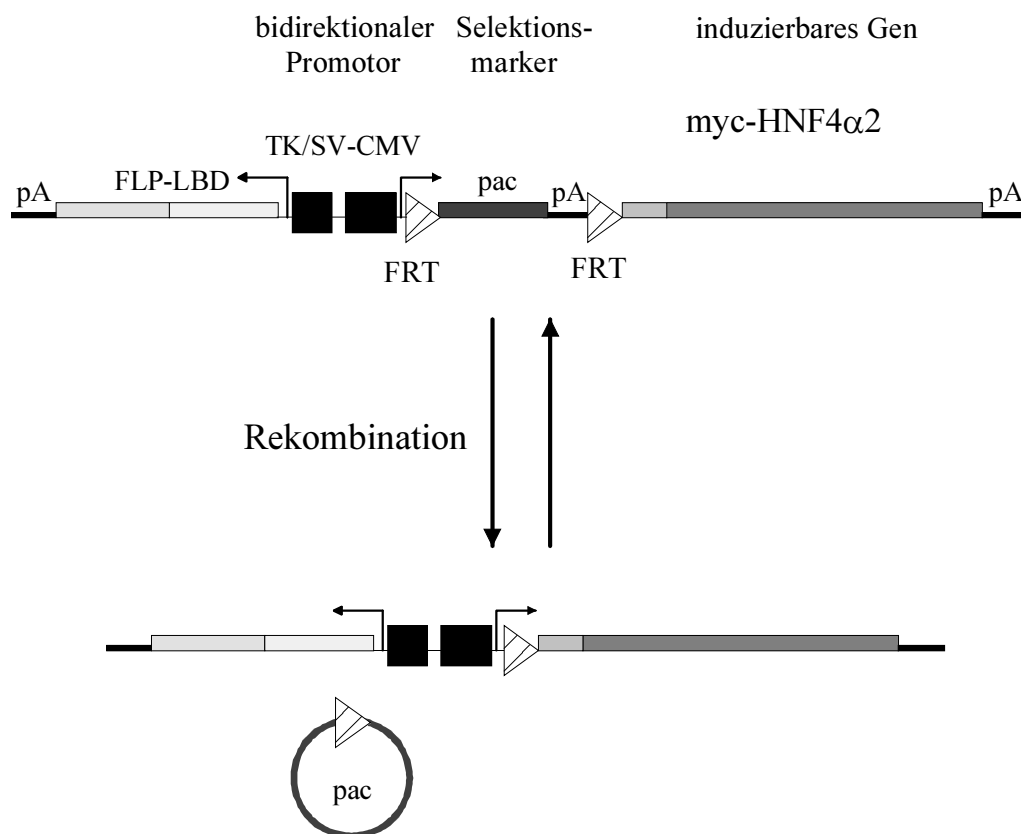 bidirektionaler
Promotor
Selektions-
marker
induzierbares Gen
myc-HNF4α2
TK/SV-CMV
pA
FLP-LBD
pac
pA
pA
FRT
FRT
Rekombination
pac